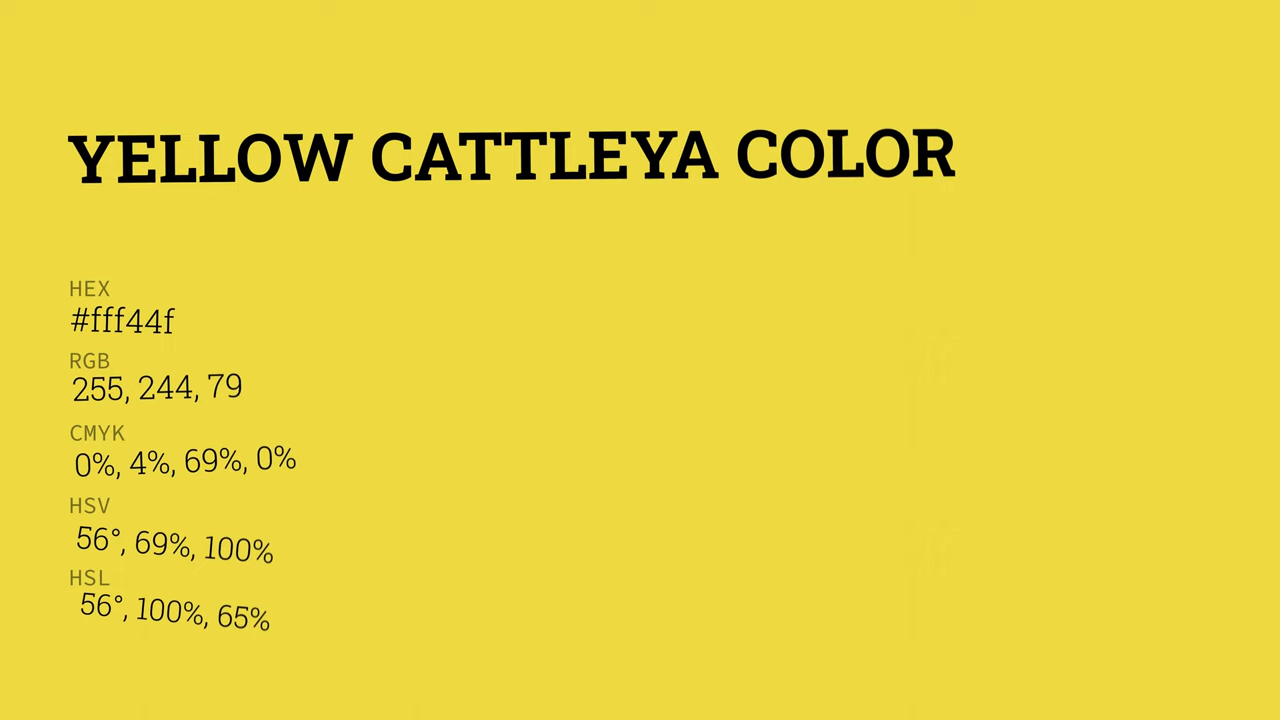 YELLOW CATTLEYA COLOR
HEX
#fff44f
RGB
255, 244, 79
CMYK
0%, 4%, 69%, 0%
HSV
56°, 69%, 100%
HSL
56°, 100%, 65%